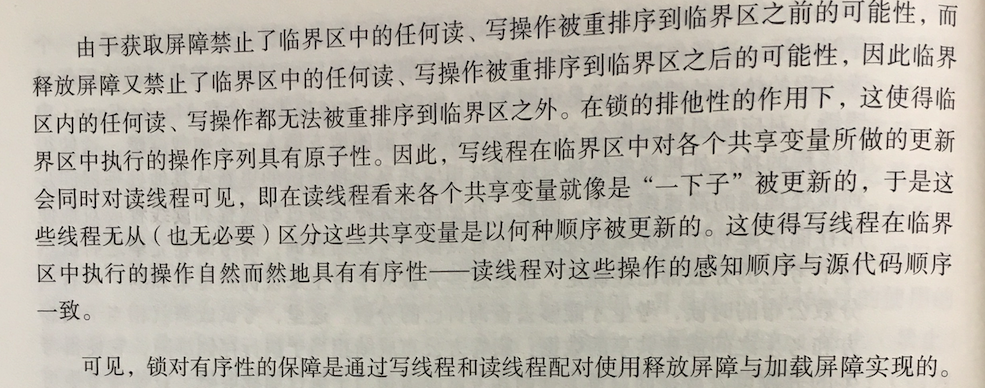 由于获取屏障禁止了临界区中的任何读、写操作被重排序到临界区之前的可能性，而
释放屏障又禁止了临界区中的任何读、写操作被重排序到临界区之后的可能性，因此临界
区内的任何读、写操作都无法被重排序到临界区之外。在锁的排他性的作用下，这使得临
界区中执行的操作序列具有原子性。因此，写线程在临界区中对各个共享变量所做的更新
会同时对读线程可见，即在读线程看来各个共享变量就像是“一下子”被更新的，于是这
些线程无从（也无必要）区分这些共享变量是以何种顺序被更新的。这使得写线程在临界
区中执行的操作自然而然地具有有序性——读线程对这些操作的感知顺序与源代码顺序
一致。
可见，锁对有序性的保障是通过写线程和读线程配对使用释放屏障与加载屏障实现的。